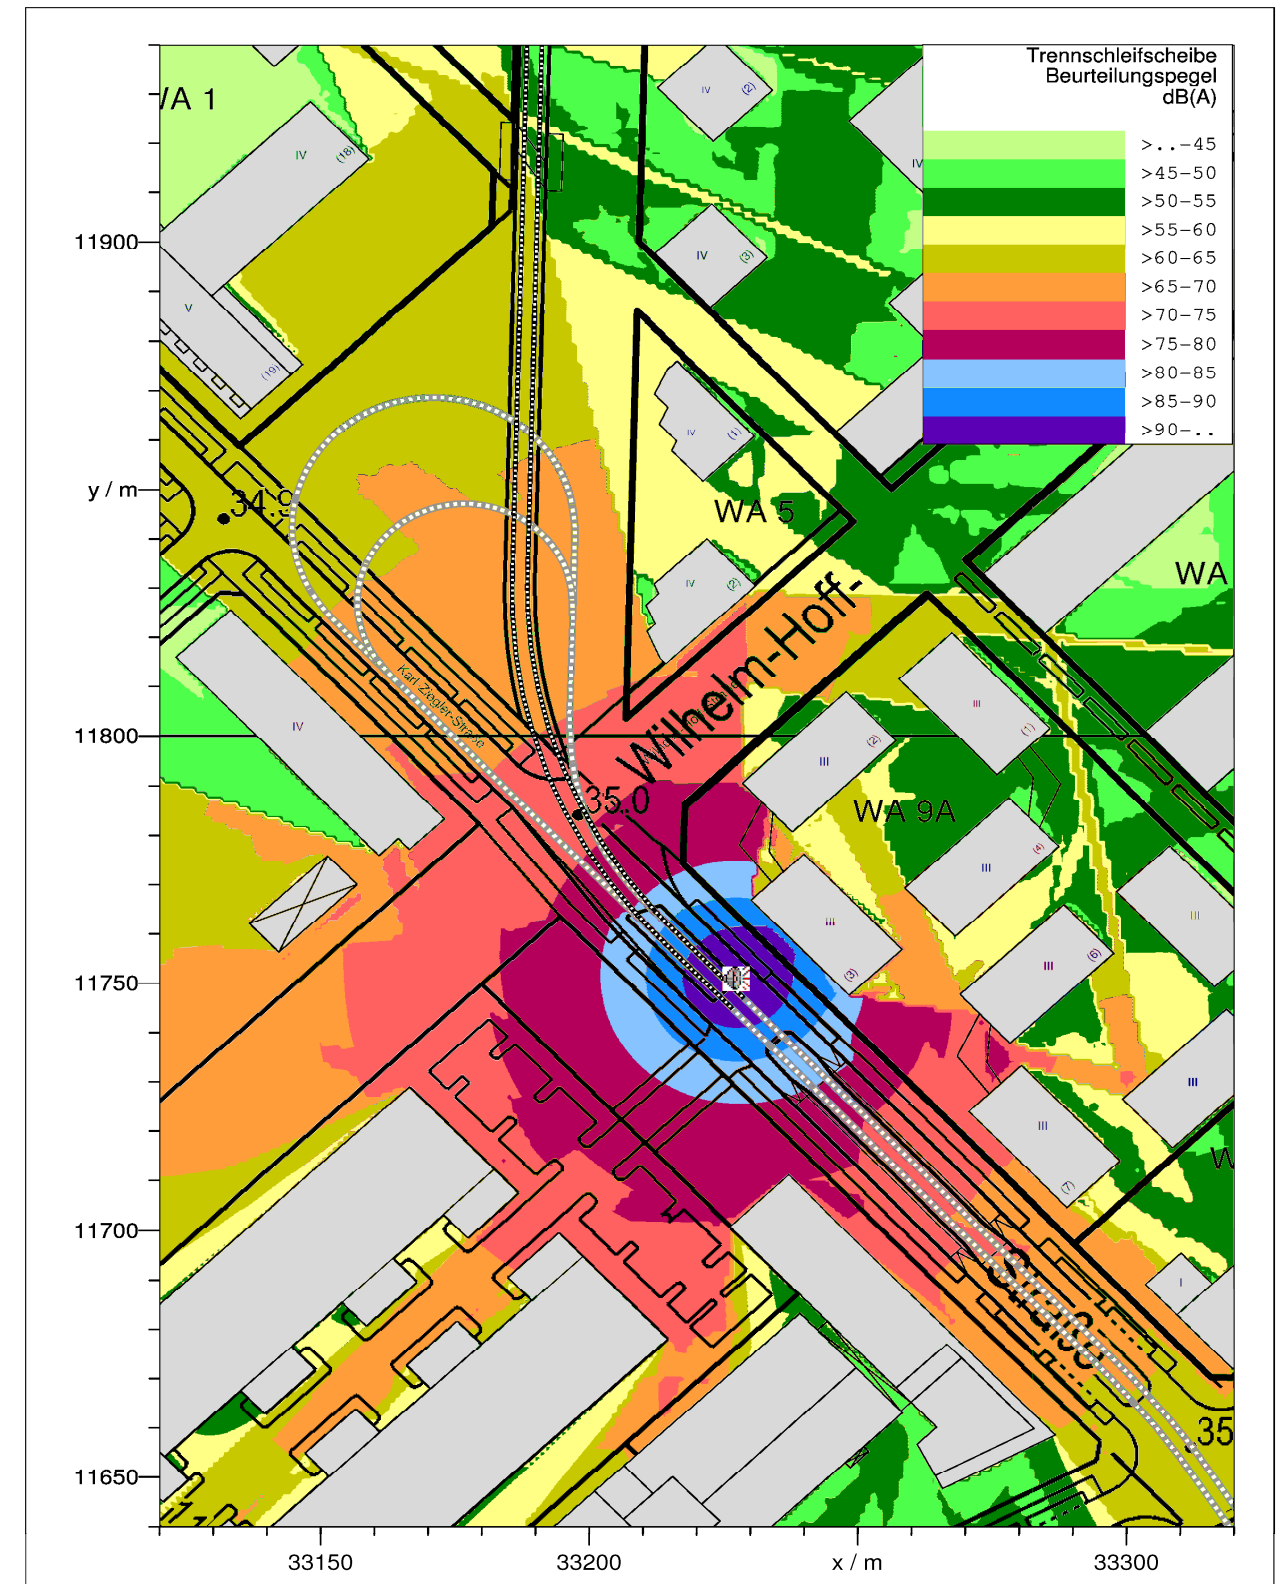 Trennschleifscheibe
Beurteilungspegel
dB(A)
>..-45
>45-50
>50-55
>55-60
>60-65
>65-70
>70-75
>75-80
>80-85
>85-90
>90-..
WA 1
IV
(2)
IV
(18)
IV
11900
IV
(3)
V
(19)
IV
(1)
y / m
34.9
WA 5
IV
(2)
WA
Wilhelm-Hoff-
Karl-Ziegler-Straße
III
(1)
IV
11800
III
(2)
35.0
WA 9A
III
(4)
III
(3)
III
III
(6)
11750
III
III
(7)
W
11700
I
Straße
35
11650
33150
33200
x / m
33300